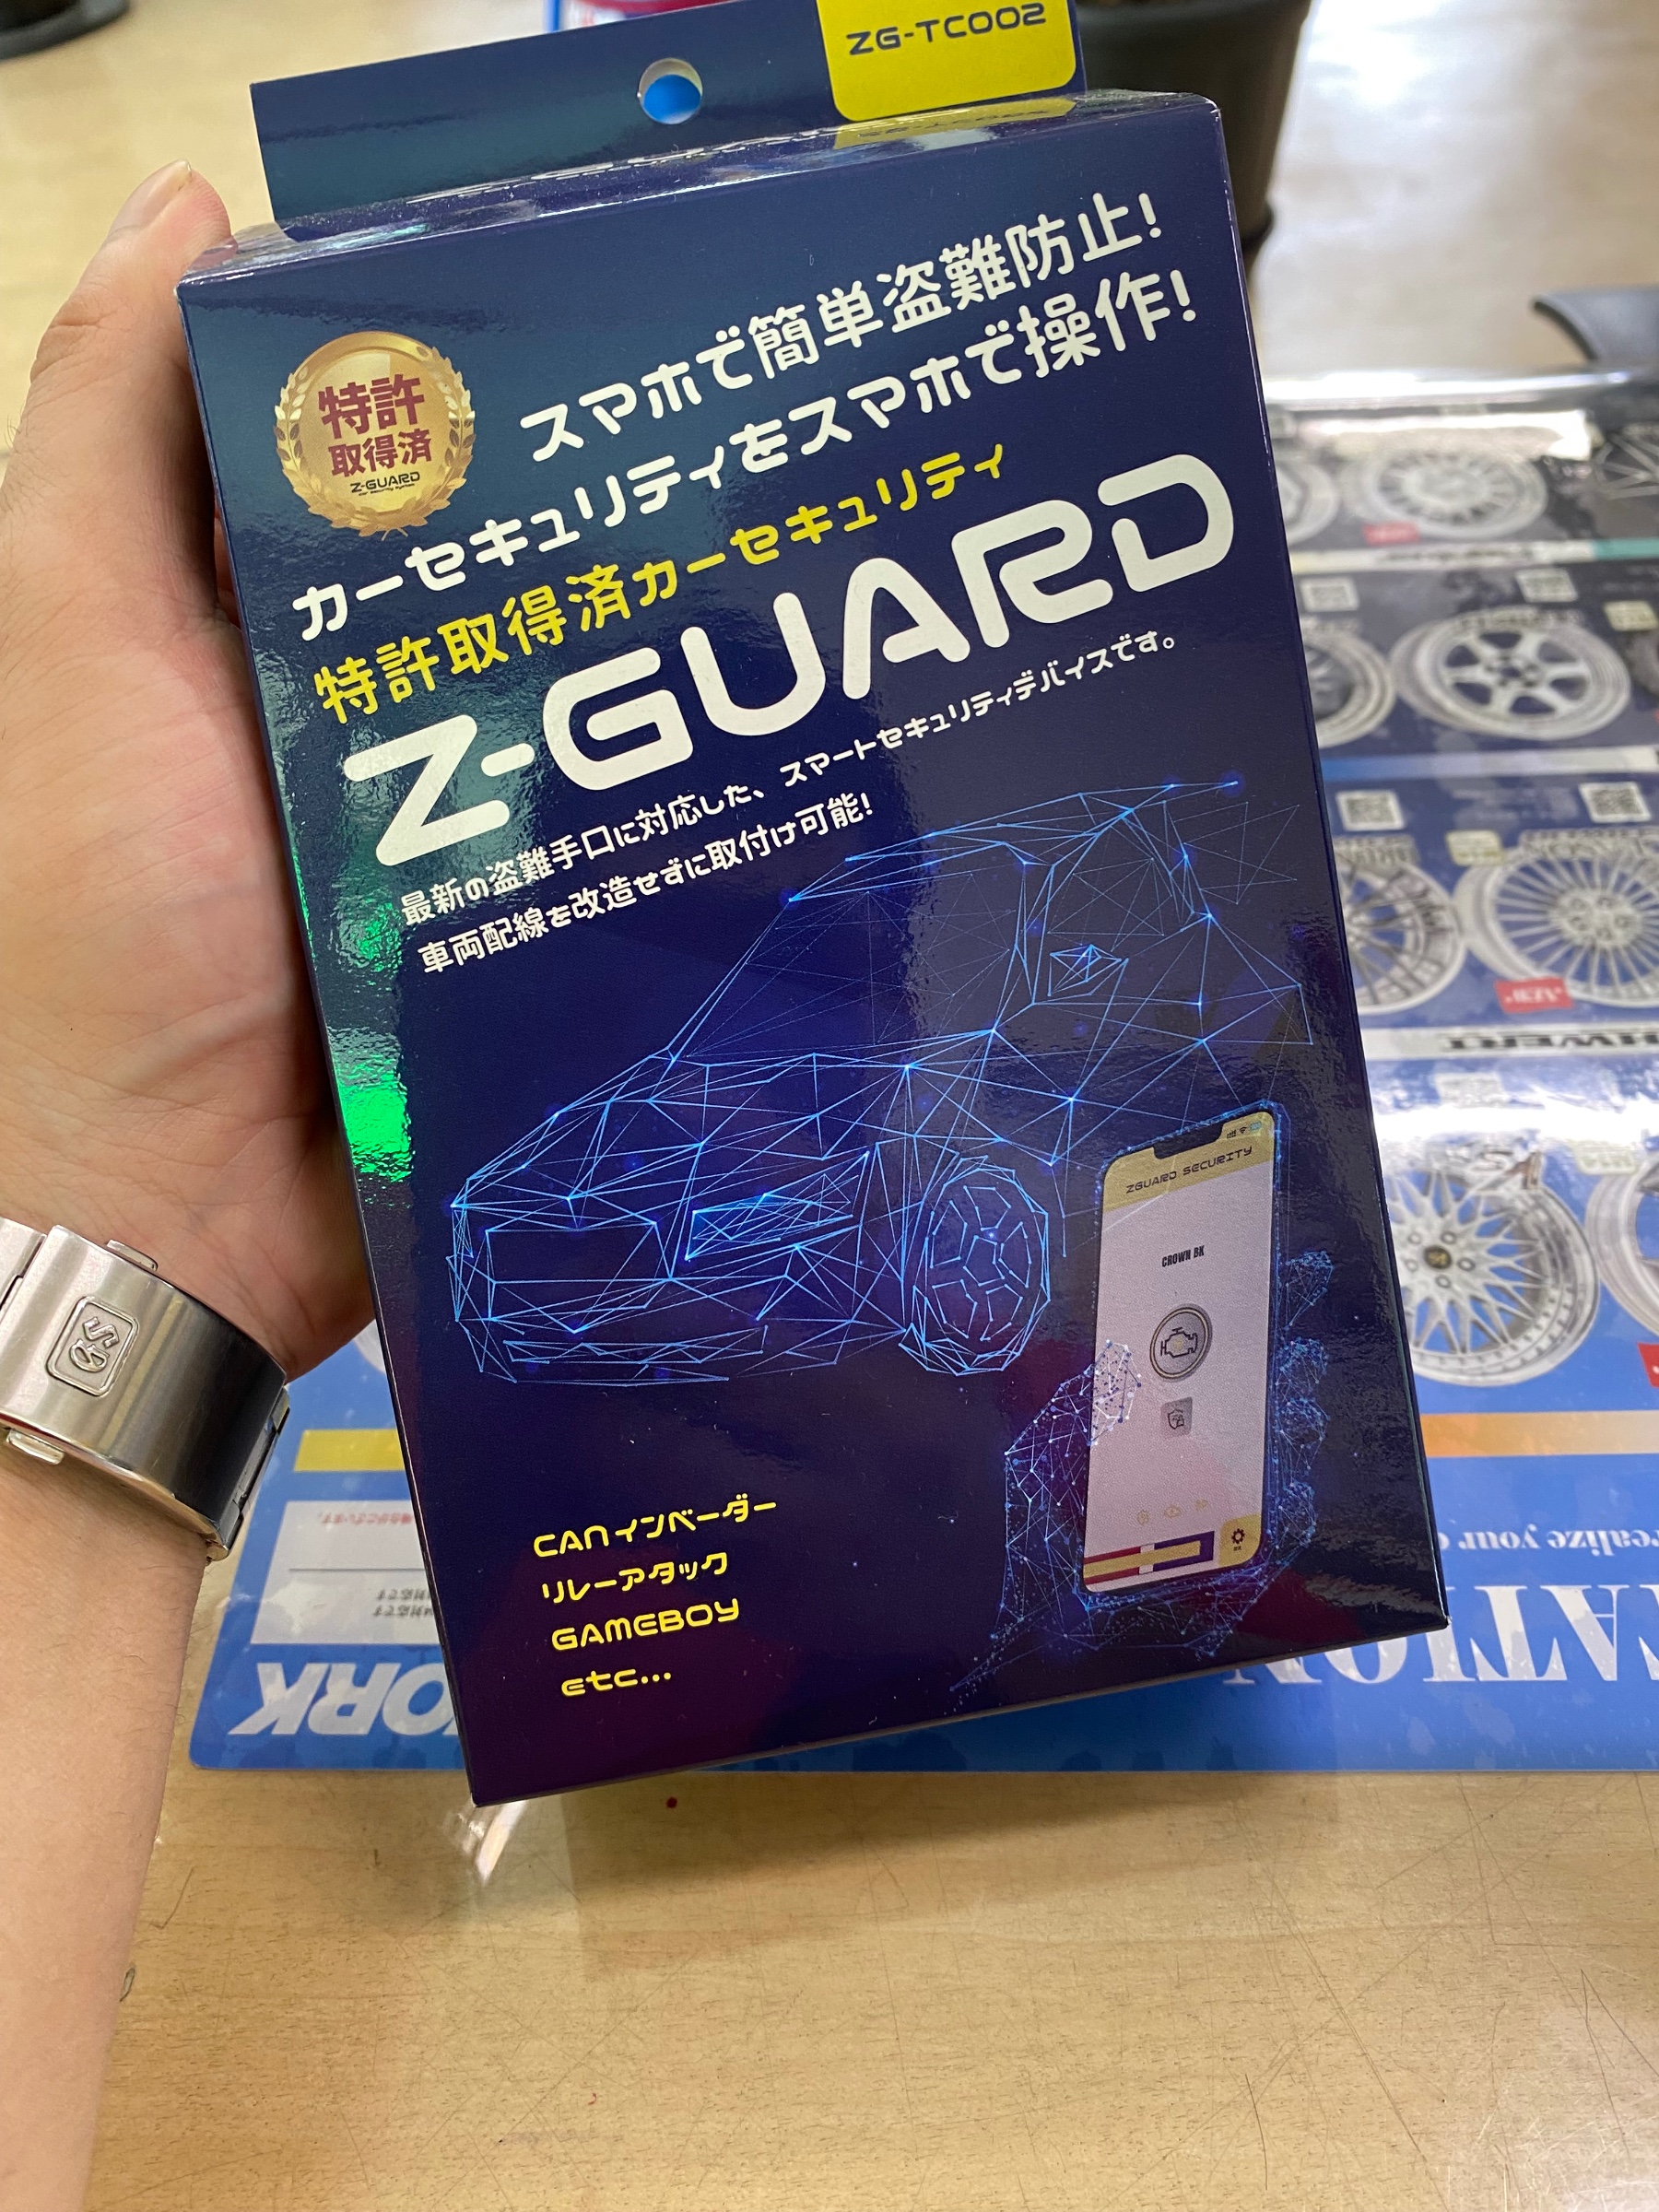 ZG-TC002
スマホで簡単盗難防止!
カーセキュリティをスマホで操作!
特許
取得済
Z-GUARD
特許取得済カーセキュリティ
Z-GUARD
最新の盗難手口に対応した、スマートセキュリティデバイスです。
車両配線を改造せずに取付け可能!
ZGUARD SECURITY
CROWN BK
CANインベーダー
リレーアタック
GAMEBOY
etc...
GS
HWERT
realize your
WORK